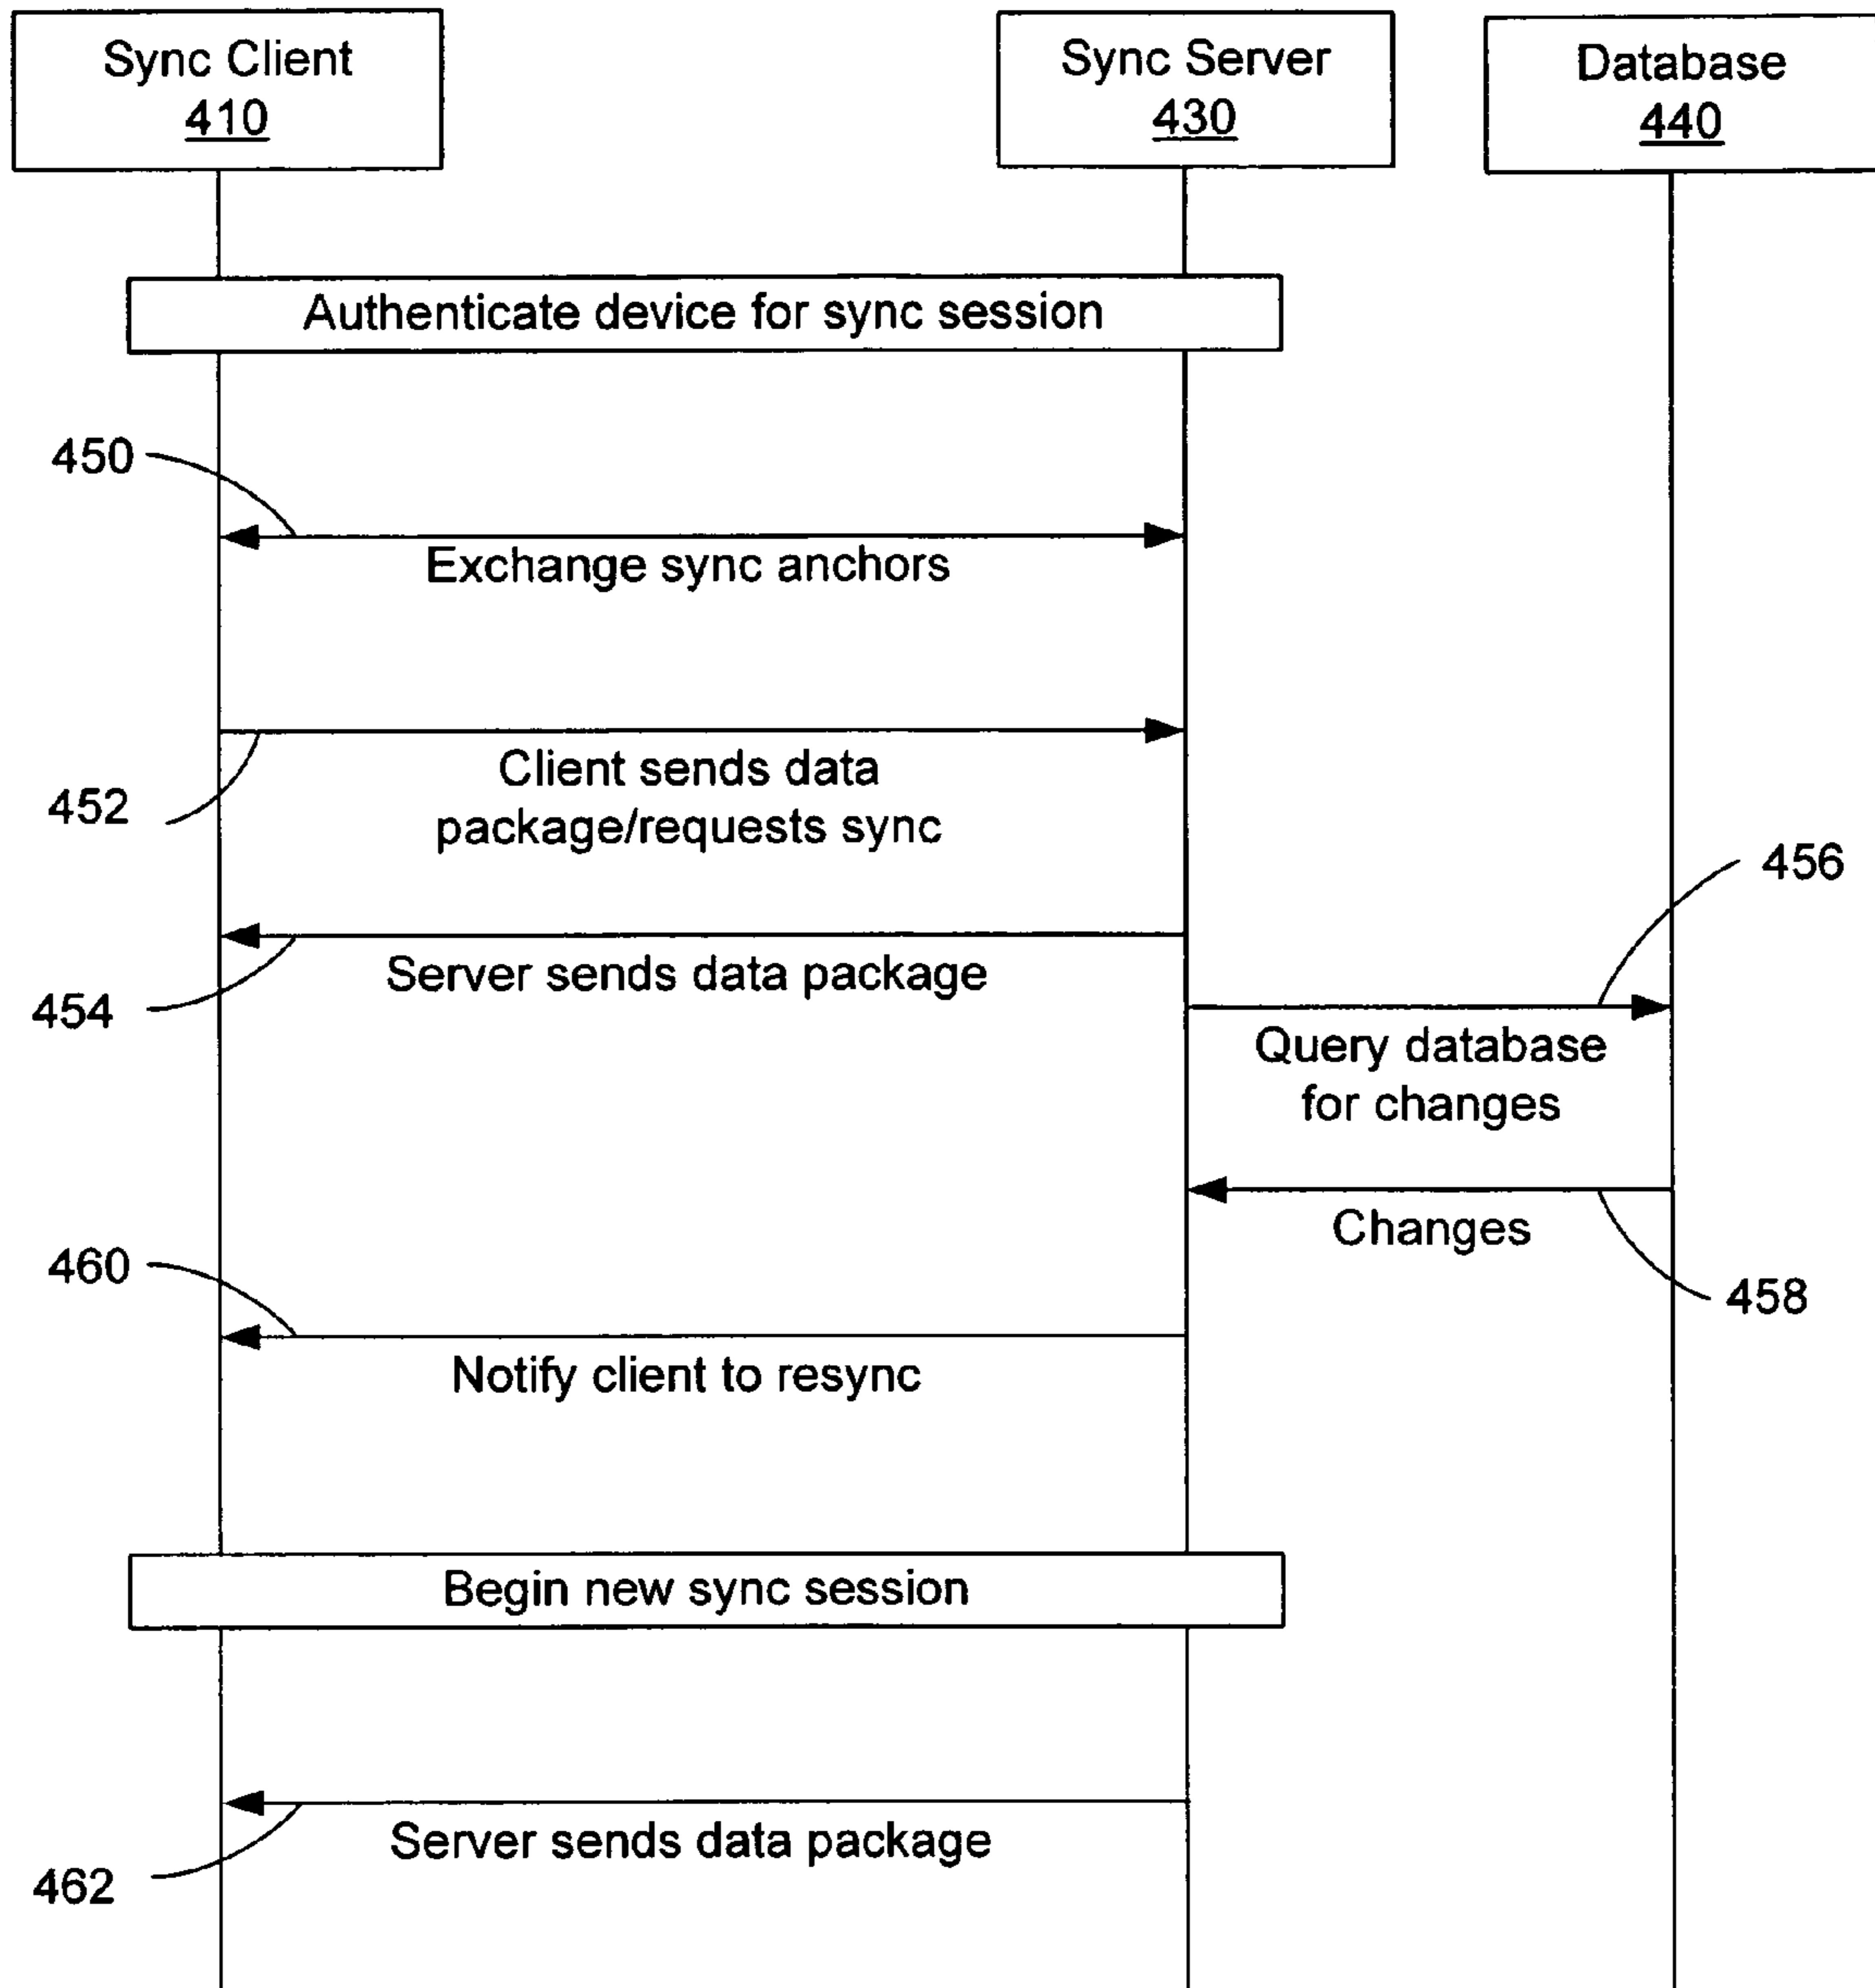 Sync Client
410
Sync Server
430
Database
440
Authenticate device for sync session
450
Exchange sync anchors
452
Client sends data
package/requests sync
456
454
Server sends data package
Query database
for changes
Changes
460
458
Notify client to resync
Begin new sync session
Server sends data package
462